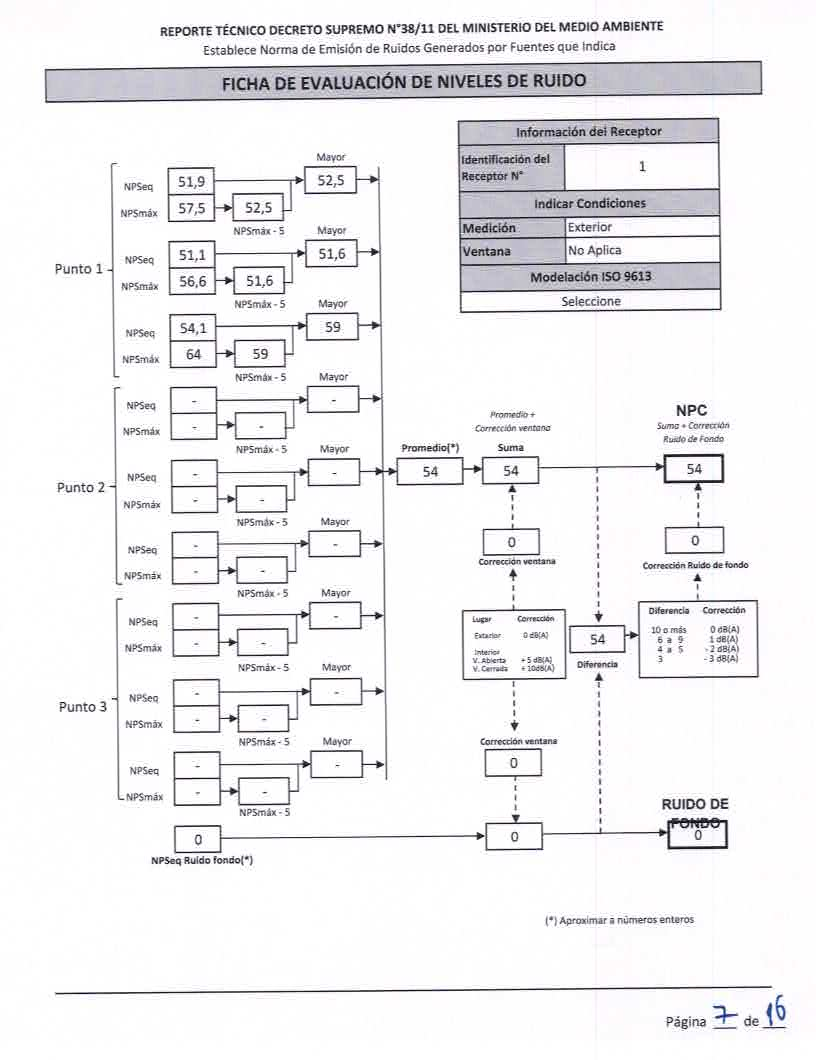 REPORTE TÉCNICO DECRETO SUPREMO N°38/11 DEL MINISTERIO DEL MEDIO AMBIENTE
Establece Norma de Emisión de Ruidos Generados por Fuentes que Indica
FICHA DE EVALUACIÓN DE NIVELES DE RUIDO
Información del Receptor
Identificación del Receptor N° 1
Indicar Condiciones
Medición Exterior
Ventana No Aplica
Modelación ISO 9613
Seleccione
Punto 1
Mayor
NPSeq 51,9 52,5
NPSmáx 57,5 52,5
NPSmáx - 5
Mayor
NPSeq 51,1 51,6
NPSmáx 56,6 51,6
NPSmáx - 5
Mayor
NPSeq 54,1 59
NPSmáx 64 59
NPSmáx - 5
Punto 2
Mayor
NPSeq - -
NPSmáx - -
NPSmáx - 5
Mayor
NPSeq - -
NPSmáx - -
NPSmáx - 5
Mayor
NPSeq - -
NPSmáx - -
NPSmáx - 5
Punto 3
Mayor
NPSeq - -
NPSmáx - -
NPSmáx - 5
Mayor
NPSeq - -
NPSmáx - -
NPSmáx - 5
Mayor
NPSeq - -
NPSmáx - -
NPSmáx - 5
Promedio(*)
54
Promedio +
Corrección ventana
Suma
54
NPC
Suma + Corrección
Ruido de Fondo
54
0
Corrección ventana
0
Corrección Ruido de fondo
Lugar Corrección
Exterior 0 dB(A)
Interior
V. Abierta + 5 dB(A)
V. Cerrada + 10dB(A)
54
Diferencia
Diferencia Corrección
10 o más 0 dB(A)
6 a 9 1 dB(A)
4 a 5 - 2 dB(A)
3 - 3 dB(A)
Corrección ventana
0
0
NPSeq Ruido fondo(*)
0
RUIDO DE
FONDO
0
(*) Aproximar a números enteros
Página 7 de 16